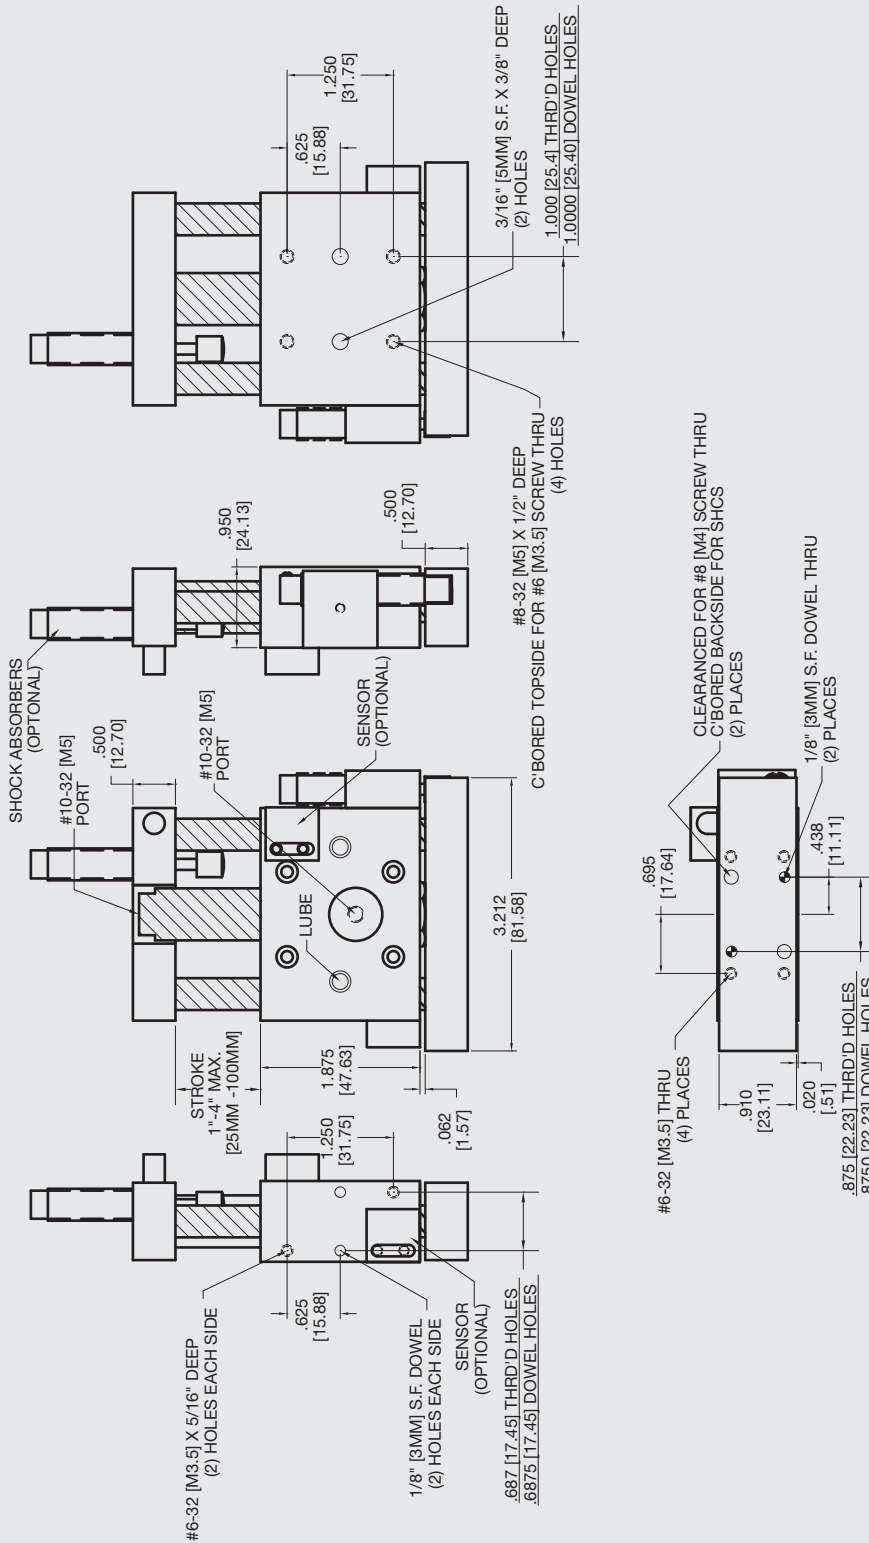 #6-32 [M3.5] X 5/16" DEEP
(2) HOLES EACH SIDE
.625
[15.88]
1/8" [3MM] S.F. DOWEL
(2) HOLES EACH SIDE
SENSOR
(OPTIONAL)
.687 [17.45] THRD'D HOLES
.6875 [17.45] DOWEL HOLES
1.250
[31.75]
STROKE
1"-4" MAX.
[25MM -100MM]
1.875
[47.63]
.062
[1.57]
SHOCK ABSORBERS
(OPTONAL)
#10-32 [M5]
PORT
.500
[12.70]
#10-32 [M5]
PORT
LUBE
SENSOR
(OPTIONAL)
3.212
[81.58]
.950
[24.13]
.500
[12.70]
#8-32 [M5] X 1/2" DEEP
C'BORED TOPSIDE FOR #6 [M3.5] SCREW THRU
(4) HOLES
.625
[15.88]
1.250
[31.75]
3/16" [5MM] S.F. X 3/8" DEEP
(2) HOLES
1.000 [25.4] THRD'D HOLES
1.0000 [25.40] DOWEL HOLES
#6-32 [M3.5] THRU
(4) PLACES
.910
[23.11]
.020
[.51]
.695
[17.64]
.438
[11.11]
CLEARANCED FOR #8 [M4] SCREW THRU
C'BORED BACKSIDE FOR SHCS
(2) PLACES
1/8" [3MM] S.F. DOWEL THRU
(2) PLACES
.875 [22.23] THRD'D HOLES
.8750 [22.23] DOWEL HOLES